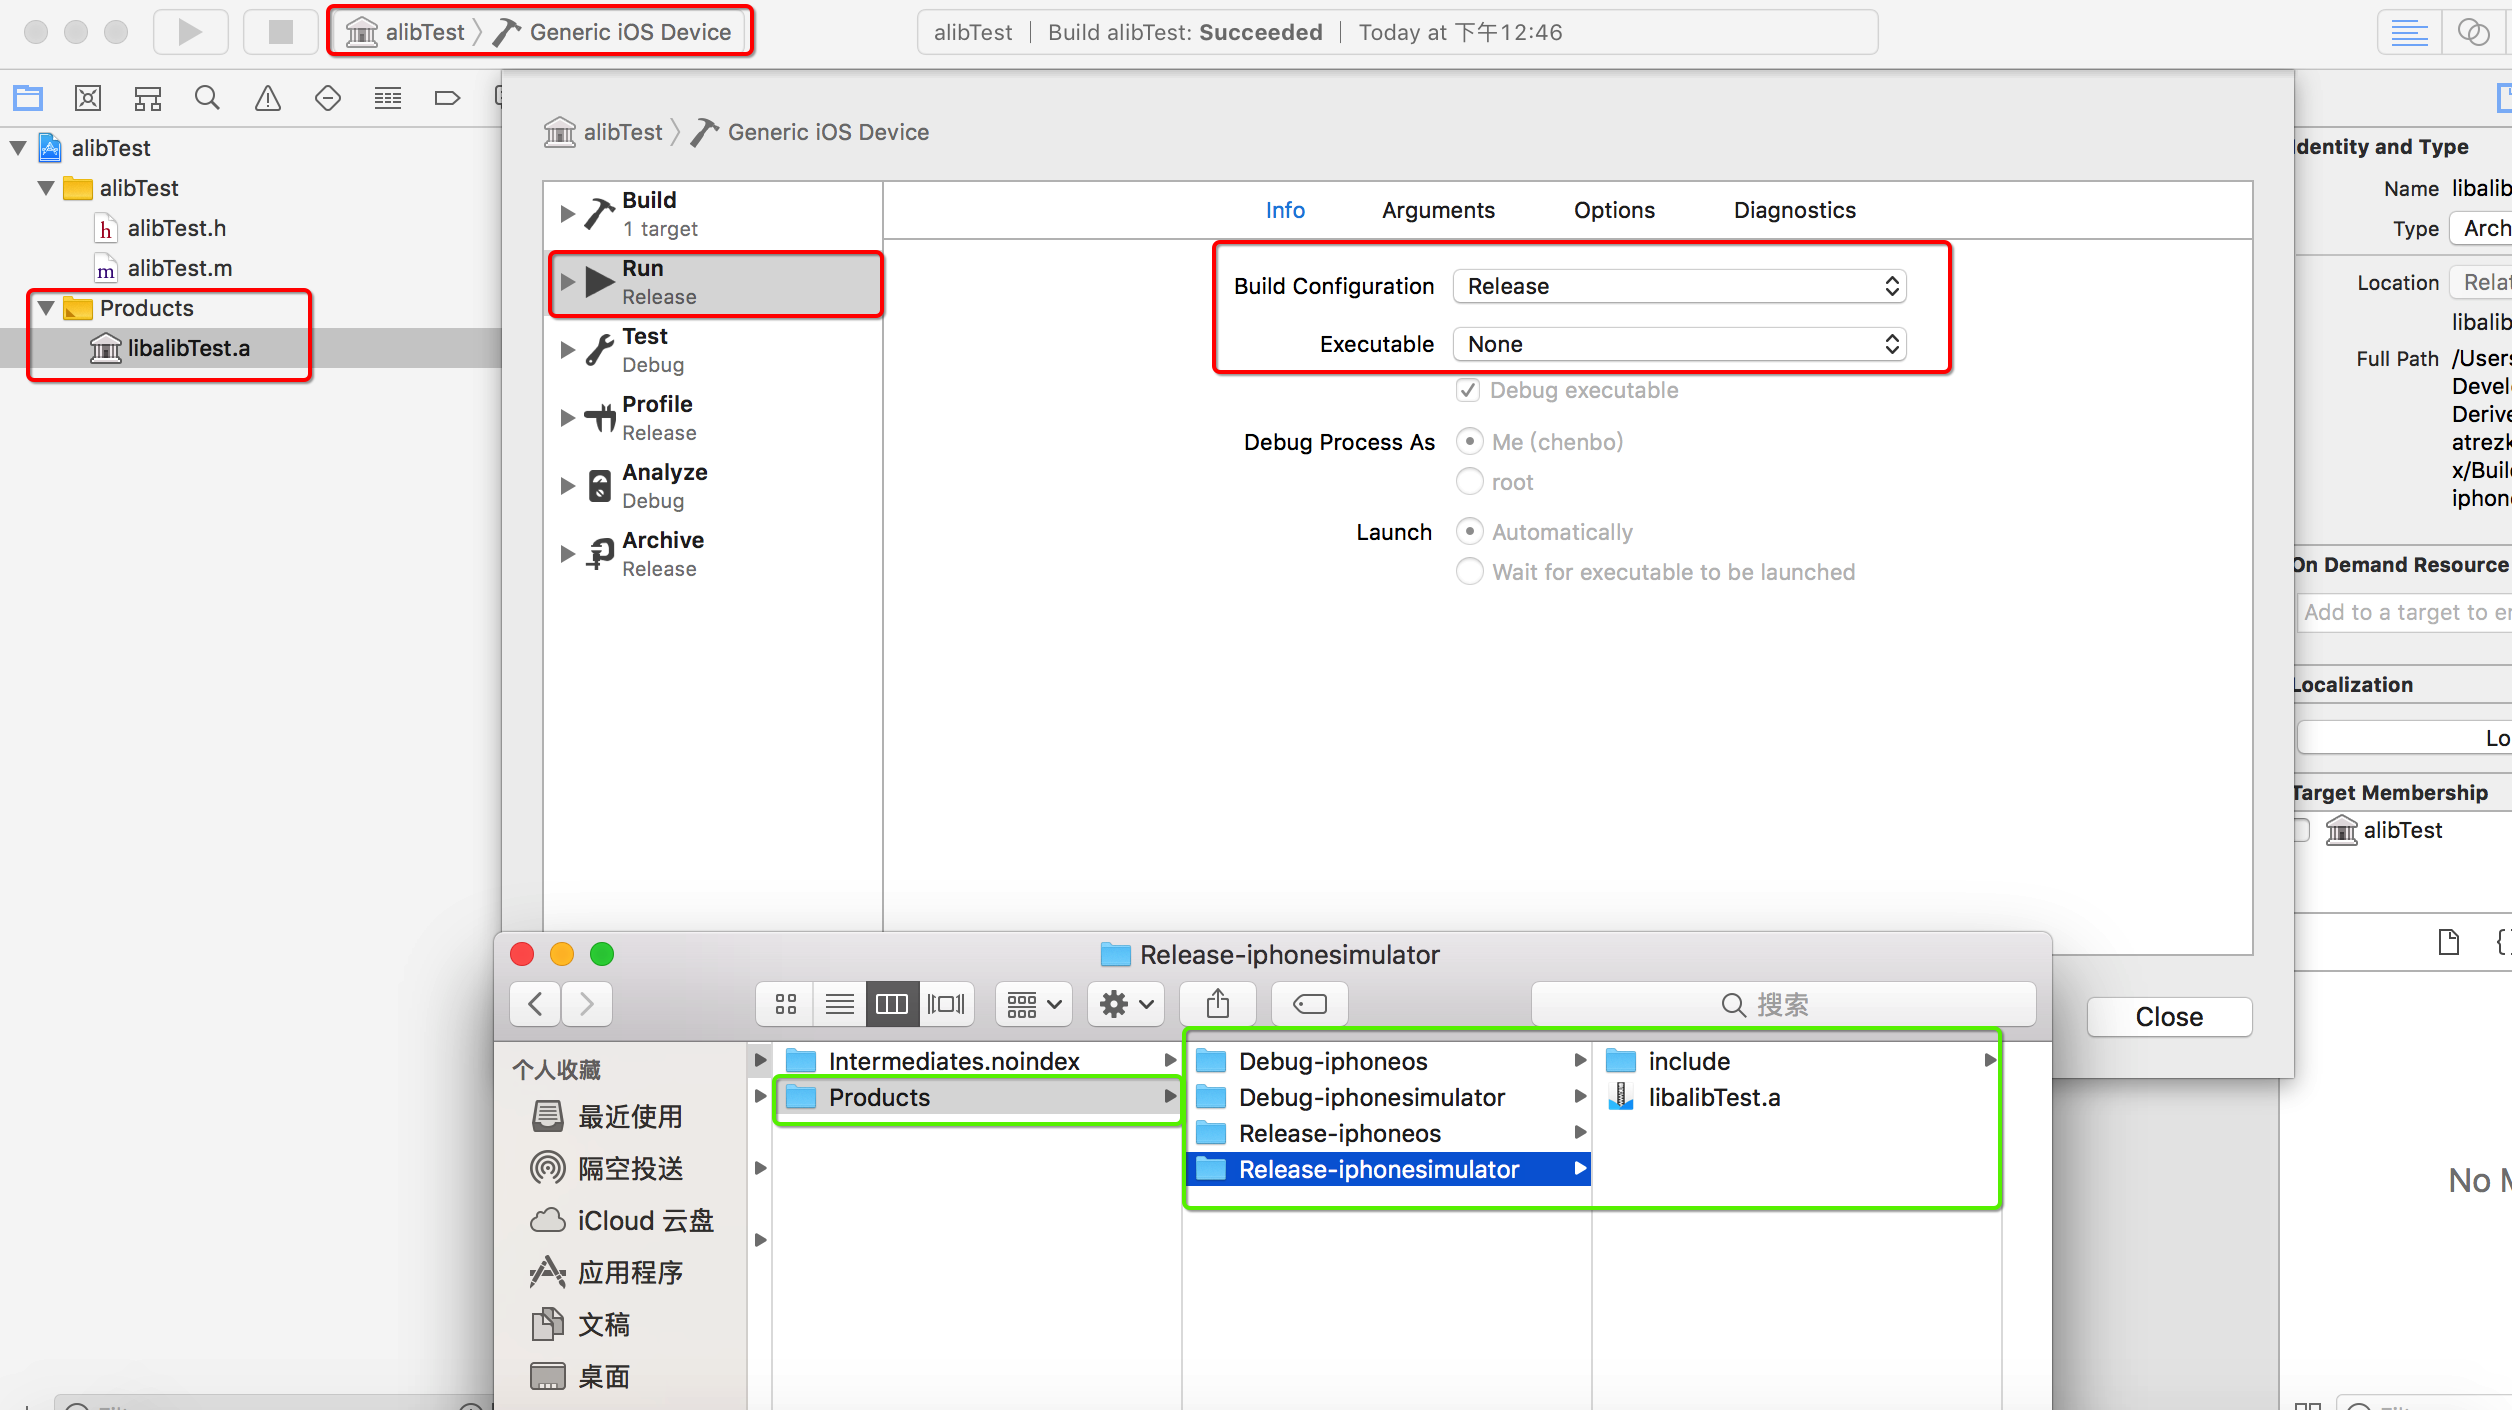 alibTest
Generic iOS Device
alibTest
Build alibTest: Succeeded
Today at 下午12:46
alibTest
alibTest
alibTest.h
alibTest.m
Products
libalibTest.a
alibTest
Generic iOS Device
Build
1 target
Run
Release
Test
Debug
Profile
Release
Analyze
Debug
Archive
Release
Info
Arguments
Options
Diagnostics
Build Configuration
Release
Executable
None
Debug executable
Debug Process As
Me (chenbo)
root
Launch
Automatically
Wait for executable to be launched
Close
Identity and Type
Name libalib
Type Arch
Location Relat
libalib
Full Path /Users
Devel
Derive
atrezk
x/Buil
iphone
On Demand Resource
Add to a target to en
Localization
Lo
Target Membership
alibTest
No M
Release-iphonesimulator
搜索
个人收藏
最近使用
隔空投送
iCloud 云盘
应用程序
文稿
桌面
Intermediates.noindex
Products
Debug-iphoneos
Debug-iphonesimulator
Release-iphoneos
Release-iphonesimulator
include
libalibTest.a